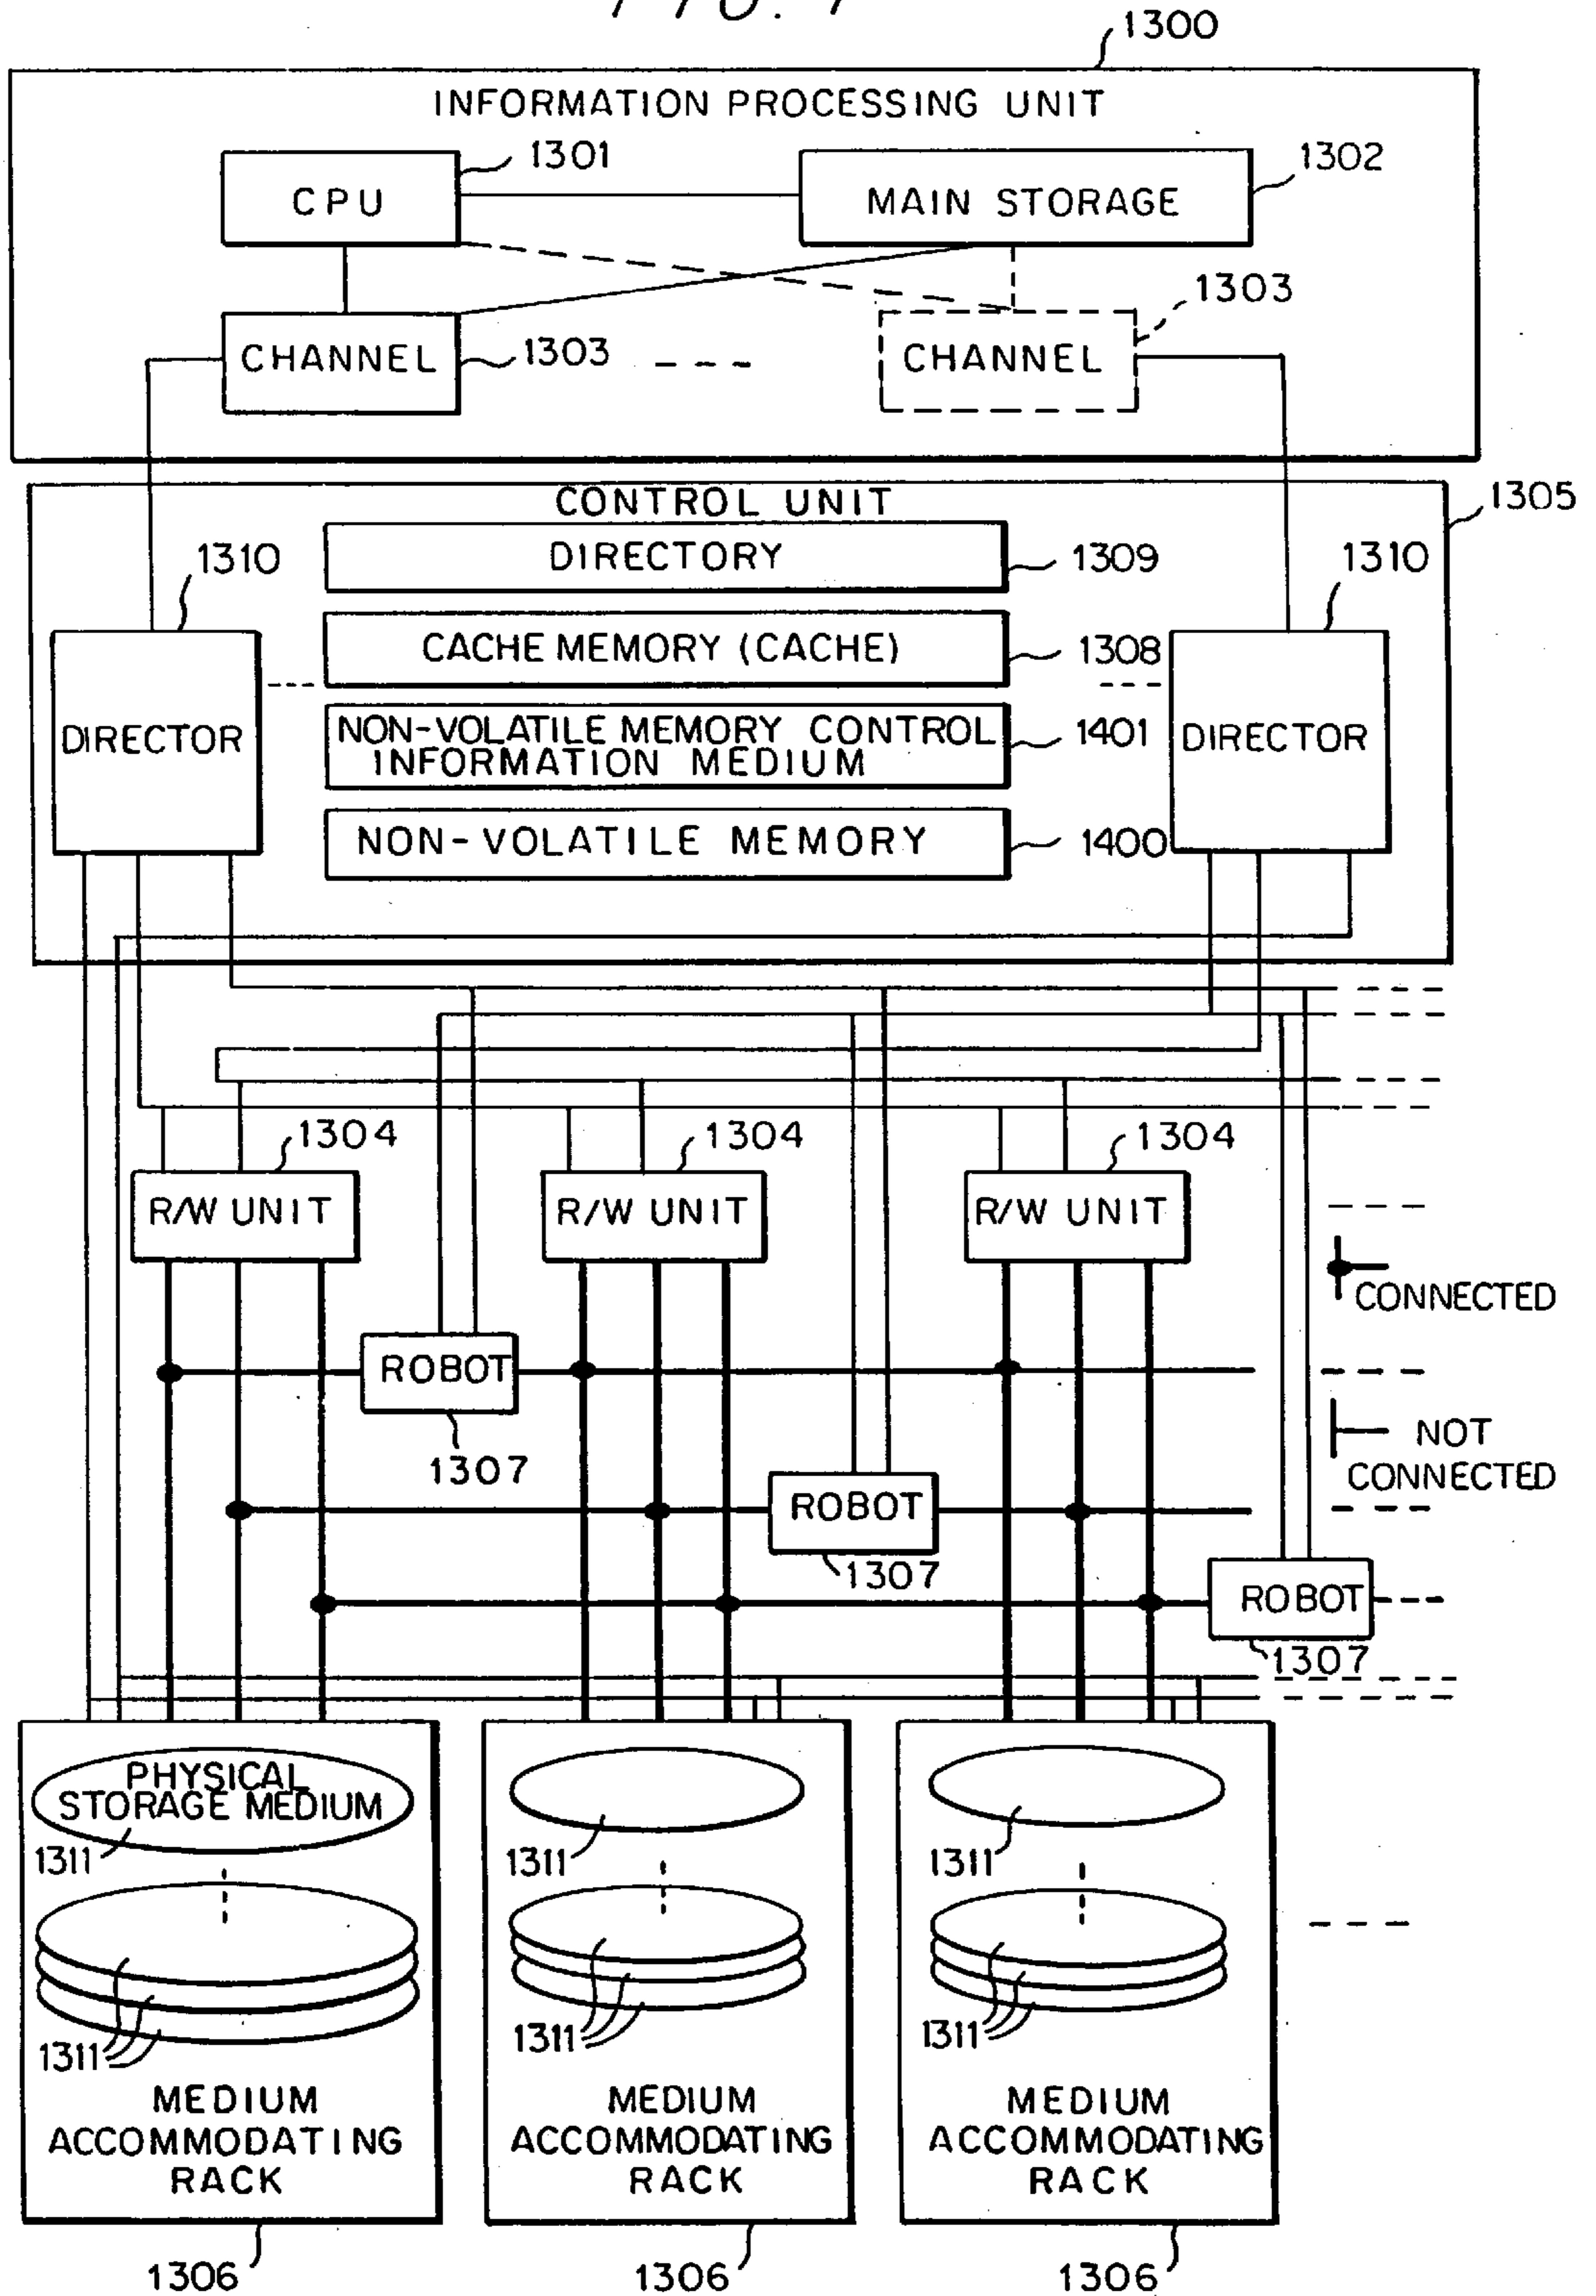 1300
INFORMATION PROCESSING UNIT
1301
1302
CPU
MAIN STORAGE
1303
CHANNEL
1303
CHANNEL
CONTROL UNIT
1305
DIRECTORY
1309
1310
1310
CACHE MEMORY (CACHE)
1308
DIRECTOR
NON-VOLATILE MEMORY CONTROL
INFORMATION MEDIUM
1401
DIRECTOR
NON-VOLATILE MEMORY
1400
1304
1304
1304
R/W UNIT
R/W UNIT
R/W UNIT
CONNECTED
ROBOT
1307
NOT
CONNECTED
ROBOT
1307
ROBOT
1307
PHYSICAL
STORAGE MEDIUM
1311
1311
1311
1311
1311
1311
MEDIUM
ACCOMMODATING
RACK
MEDIUM
ACCOMMODATING
RACK
MEDIUM
ACCOMMODATING
RACK
1306
1306
1306